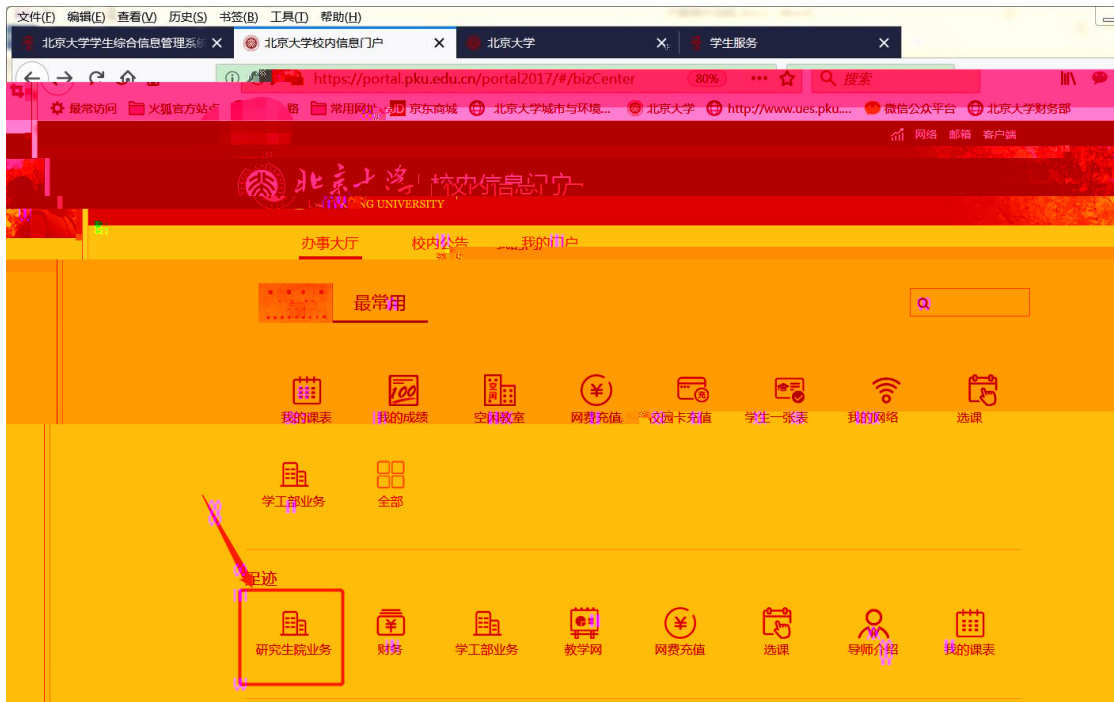 文件(F) 编辑(E) 查看(V) 历史(S) 书签(B) 工具(T) 帮助(H)
北京大学学生综合信息管理系统 北京大学校内信息门户 北京大学 学生服务
https://portal.pku.edu.cn/portal2017/#/bizCenter 80% 搜索
最常访问 火狐官方站点 常用网址 JD 京东商城 北京大学城市与环境... 北京大学 http://www.ues.pku.... 微信公众平台 北京大学财务部
网络 邮箱 客户端
北京大学 校内信息门户
NG UNIVERSITY
办事大厅 校内公告 我的门户
最常用
我的课表 我的成绩 空闲教室 网费充值 校园卡充值 学生一张表 我的网络 选课
学工部业务 全部
足迹
研究生院业务 财务 学工部业务 教学网 网费充值 选课 导师介绍 我的课表